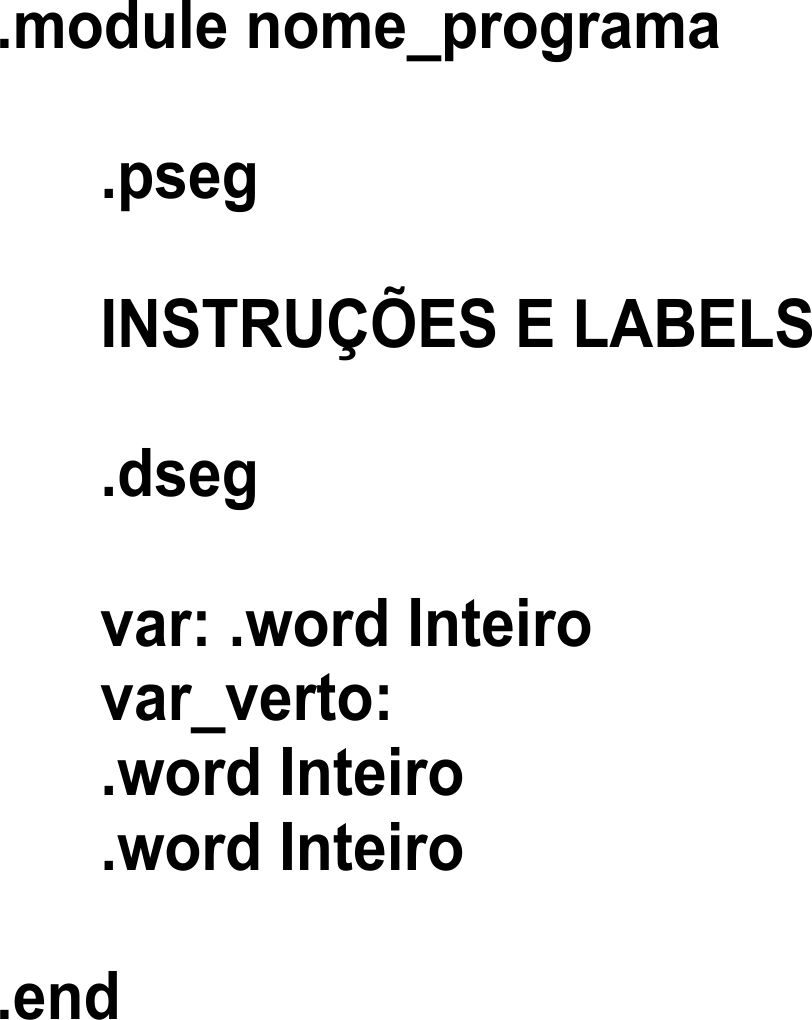 .module nome_programa
.pseg
INSTRUÇÕES E LABELS
.dseg
var: .word Inteiro
var_verto:
.word Inteiro
.word Inteiro
.end